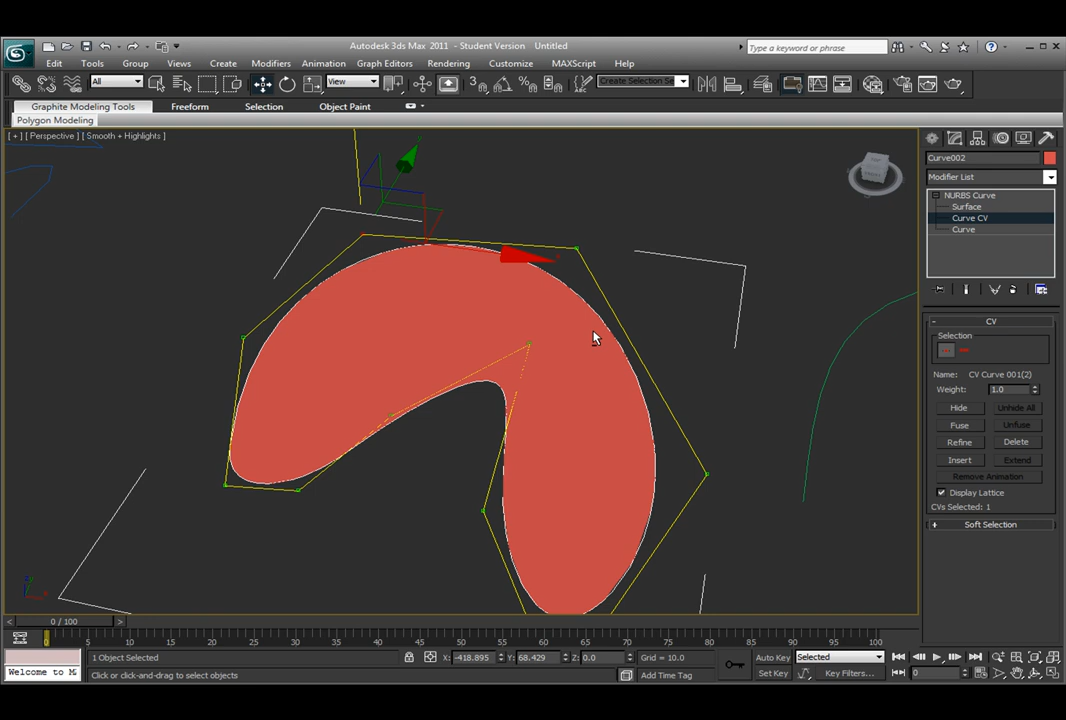 Autodesk 3ds Max 2011 - Student Version Untitled
Type a keyword or phrase
Edit Tools Group Views Create Modifiers Animation Graph Editors Rendering Customize MAXScript Help
All View Create Selection Se
Graphite Modeling Tools Freeform Selection Object Paint
Polygon Modeling
[ + ] [ Perspective ] [ Smooth + Highlights ]
Curve002
Modifier List
NURBS Curve
Surface
Curve CV
Curve
CV
Selection
Name: CV Curve 001(2)
Weight: 1.0
Hide Unhide All
Fuse Unfuse
Refine Delete
Insert Extend
Remove Animation
Display Lattice
CVs Selected: 1
Soft Selection
0 / 100
0 5 10 15 20 25 30 35 40 45 50 55 60 65 70 75 80 85 90 95 100
1 Object Selected X: -418.895 Y: 68.429 Z: 0.0 Grid = 10.0 Auto Key Selected
Welcome to M Click or click-and-drag to select objects Add Time Tag Set Key Key Filters... 0